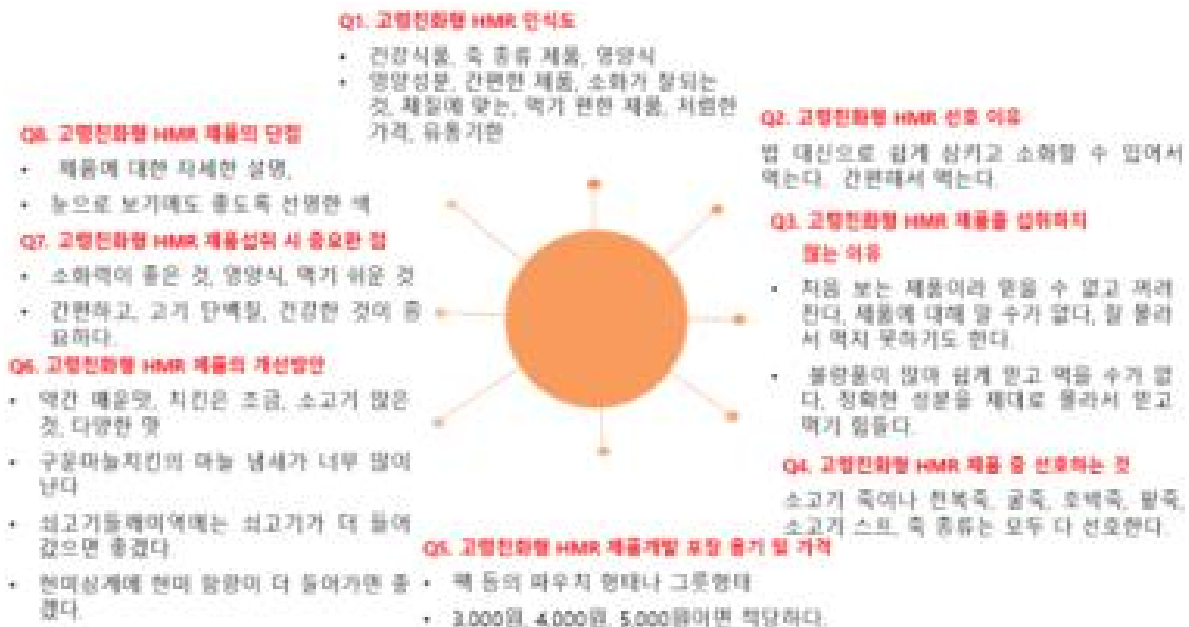 Q1. 고령친화형 HMR 인식도
• 건강식품, 죽 종류 제품, 영양식
• 영양성분, 간편한 제품, 소화가 잘되는
것, 체질에 맞는, 먹기 편한 제품, 저렴한
가격, 유통기한
Q2. 고령친화형 HMR 선호 이유
밥 대신으로 쉽게 삼키고 소화할 수 있어서
먹는다. 간편해서 먹는다.
Q3. 고령친화형 HMR 제품을 섭취하지
않는 이유
• 처음 보는 제품이라 믿을 수 없고 꺼려
진다, 제품에 대해 알 수가 없다, 잘 몰라
서 먹지 못하기도 한다.
• 불량품이 많아 쉽게 믿고 먹을 수가 없
다, 정확한 성분을 제대로 몰라서 믿고
먹기 힘들다.
Q4. 고령친화형 HMR 제품 중 선호하는 것
소고기 죽이나 전복죽, 굴죽, 호박죽, 팥죽,
소고기 스프, 죽 종류는 모두 다 선호한다.
Q5. 고령친화형 HMR 제품개발 포장 용기 및 가격
• 팩 등의 파우치 형태나 그릇형태
• 3,000원, 4,000원, 5,000원이면 적당하다.
Q6. 고령친화형 HMR 제품의 개선방안
• 약간 매운맛, 치킨은 조금, 소고기 많은
것, 다양한 맛
• 구운마늘치킨의 마늘 냄새가 너무 많이
난다
• 쇠고기들깨미역에는 쇠고기가 더 들어
갔으면 좋겠다
• 현미삼계에 현미 함량이 더 들어가면 좋
겠다.
Q7. 고령친화형 HMR 제품섭취 시 중요한 점
• 소화력이 좋은 것, 영양식, 먹기 쉬운 것
• 간편하고, 고기 단백질, 건강한 것이 중
요하다.
Q8. 고령친화형 HMR 제품의 단점
• 제품에 대한 자세한 설명,
• 눈으로 보기에도 좋도록 선명한 색